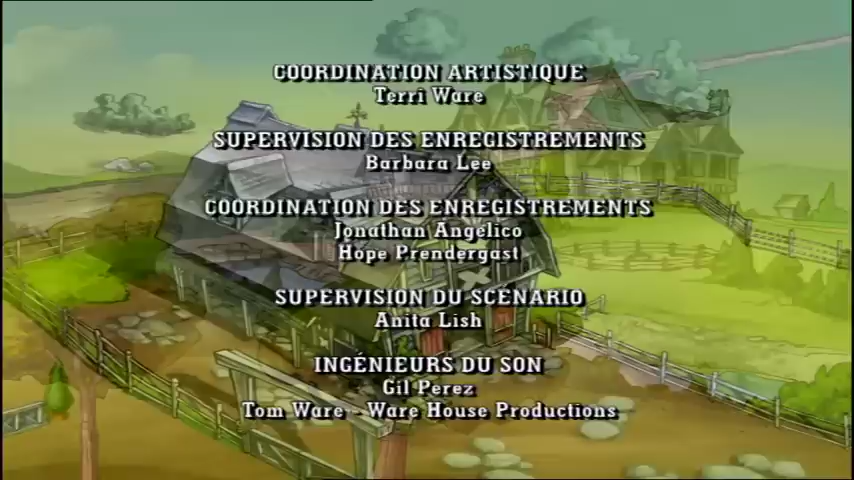 COORDINATION ARTISTIQUE
Terri Ware
SUPERVISION DES ENREGISTREMENTS
Barbara Lee
COORDINATION DES ENREGISTREMENTS
Jonathan Angelico
Hope Prendergast
SUPERVISION DU SCENARIO
Anita Lish
INGÉNIEURS DU SON
Gil Perez
Tom Ware - Ware House Productions